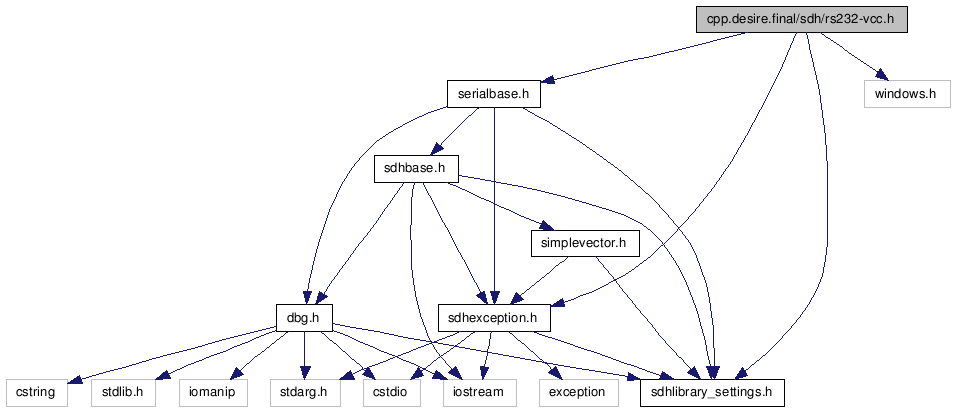 cpp.desire.final/sdh/rs232-vcc.h
serialbase.h
windows.h
sdhbase.h
simplevector.h
dbg.h
sdhexception.h
cstring
stdlib.h
iomanip
stdarg.h
cstdio
iostream
exception
sdhlibrary_settings.h